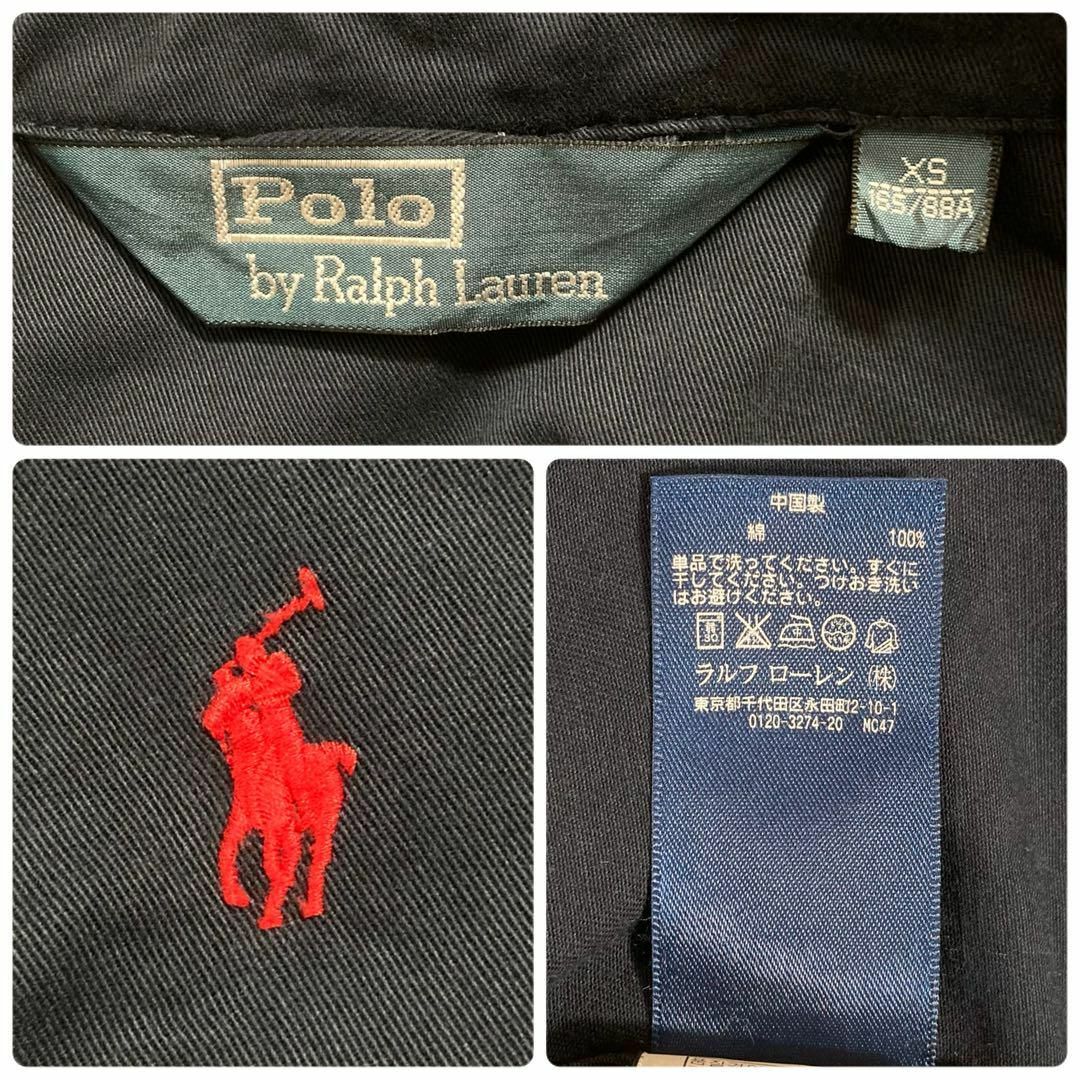 Polo
by Ralph Lauren
XS
165/88A
中国製
綿 100%
単品で洗ってください。すぐに
干してください、つけおき洗い
はお避けください。
中
ラルフ ローレン (株)
東京都千代田区永田町2-10-1
0120-3274-20 MC47